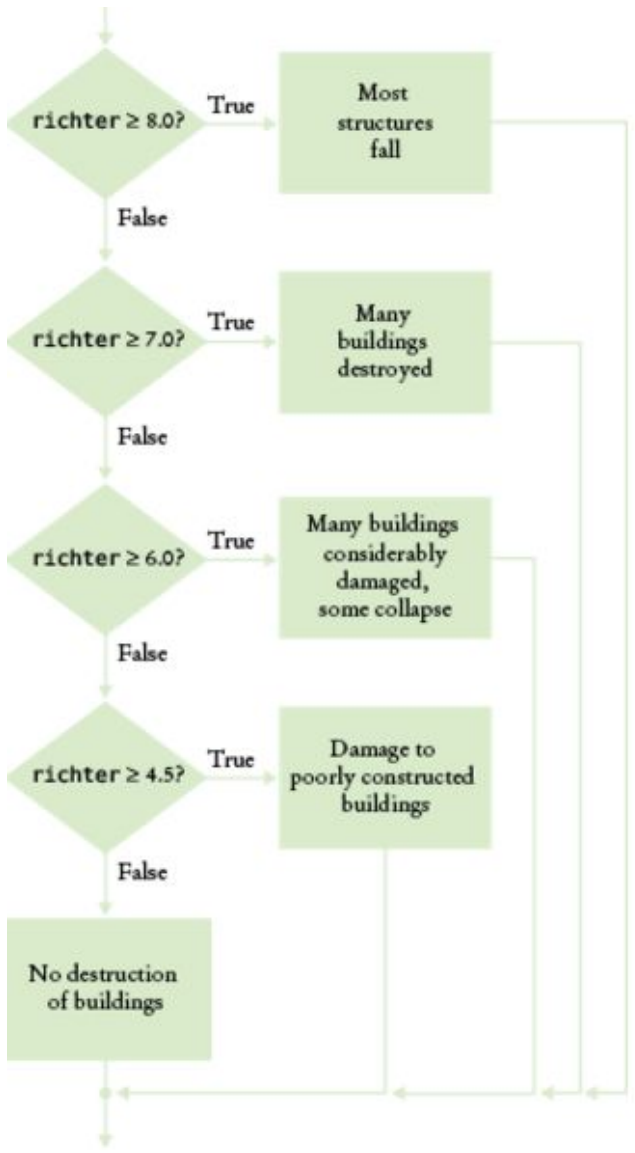 richter ≥ 8.0?
True
Most
structures
fall
False
richter ≥ 7.0?
True
Many
buildings
destroyed
False
richter ≥ 6.0?
True
Many buildings
considerably
damaged,
some collapse
False
richter ≥ 4.5?
True
Damage to
poorly constructed
buildings
False
No destruction
of buildings